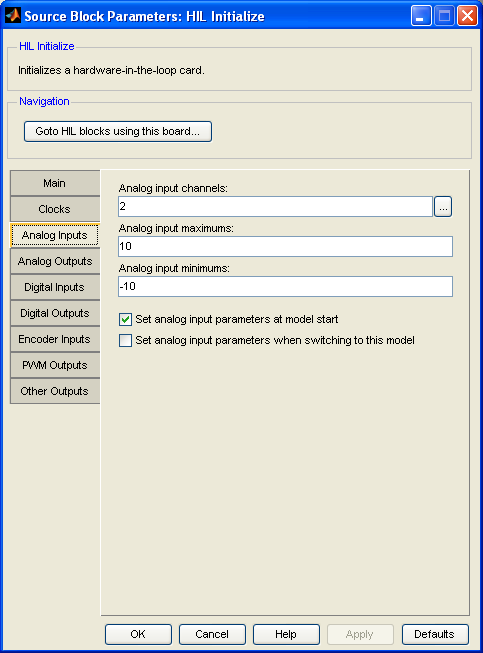 Source Block Parameters: HIL Initialize
HIL Initialize
Initializes a hardware-in-the-loop card.
Navigation
Goto HIL blocks using this board...
Main
Clocks
Analog Inputs
Analog Outputs
Digital Inputs
Digital Outputs
Encoder Inputs
PWM Outputs
Other Outputs
Analog input channels:
2
...
Analog input maximums:
10
Analog input minimums:
-10
Set analog input parameters at model start
Set analog input parameters when switching to this model
OK Cancel Help Apply Defaults